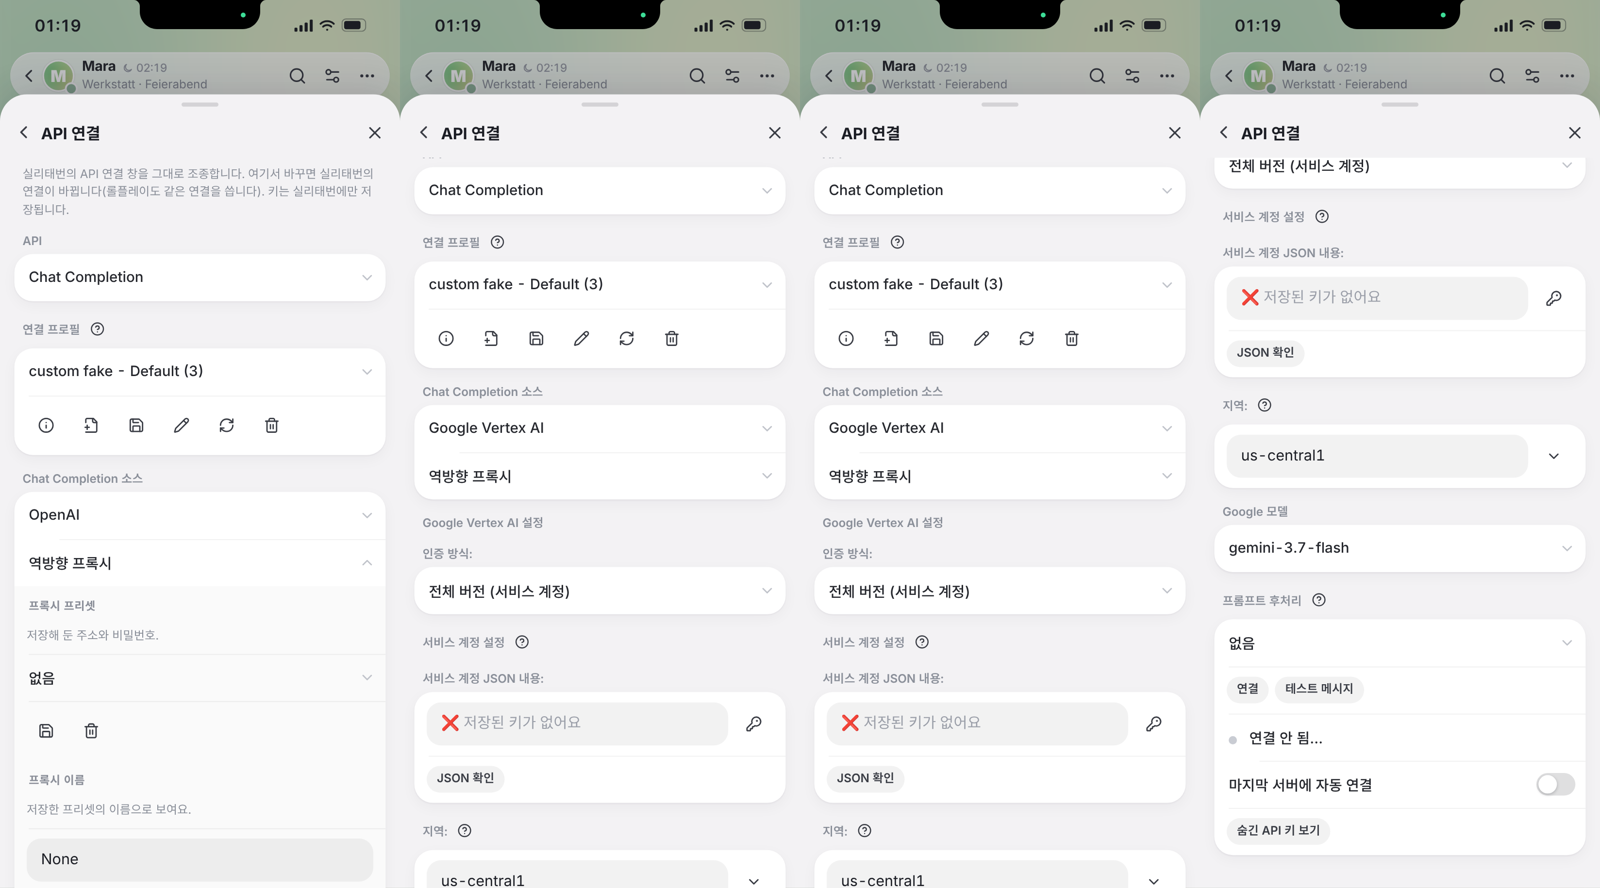 01:19
M
Mara
02:19
Werkstatt · Feierabend
API 연결
실리태번의 API 연결 창을 그대로 조종합니다. 여기서 바꾸면 실리태번의
연결이 바뀝니다(롤플레이도 같은 연결을 씁니다). 키는 실리태번에만 저
장됩니다.
API
Chat Completion
연결 프로필
custom fake - Default (3)
Chat Completion 소스
OpenAI
역방향 프록시
프록시 프리셋
저장해 둔 주소와 비밀번호.
없음
프록시 이름
저장한 프리셋의 이름으로 보여요.
None
01:19
M
Mara
02:19
Werkstatt · Feierabend
API 연결
Chat Completion
연결 프로필
custom fake - Default (3)
Chat Completion 소스
Google Vertex AI
역방향 프록시
Google Vertex AI 설정
인증 방식:
전체 버전 (서비스 계정)
서비스 계정 설정
서비스 계정 JSON 내용:
❌ 저장된 키가 없어요
JSON 확인
지역:
us-central1
01:19
M
Mara
02:19
Werkstatt · Feierabend
API 연결
Chat Completion
연결 프로필
custom fake - Default (3)
Chat Completion 소스
Google Vertex AI
역방향 프록시
Google Vertex AI 설정
인증 방식:
전체 버전 (서비스 계정)
서비스 계정 설정
서비스 계정 JSON 내용:
❌ 저장된 키가 없어요
JSON 확인
지역:
us-central1
01:19
M
Mara
02:19
Werkstatt · Feierabend
API 연결
전체 버전 (서비스 계정)
서비스 계정 설정
서비스 계정 JSON 내용:
❌ 저장된 키가 없어요
JSON 확인
지역:
us-central1
Google 모델
gemini-3.7-flash
프롬프트 후처리
없음
연결
테스트 메시지
연결 안 됨...
마지막 서버에 자동 연결
숨긴 API 키 보기